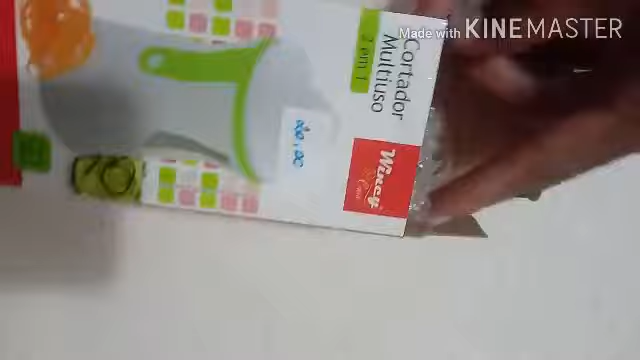 Made with KINEMASTER
Cortador
Multiuso
2 em 1
Wincy